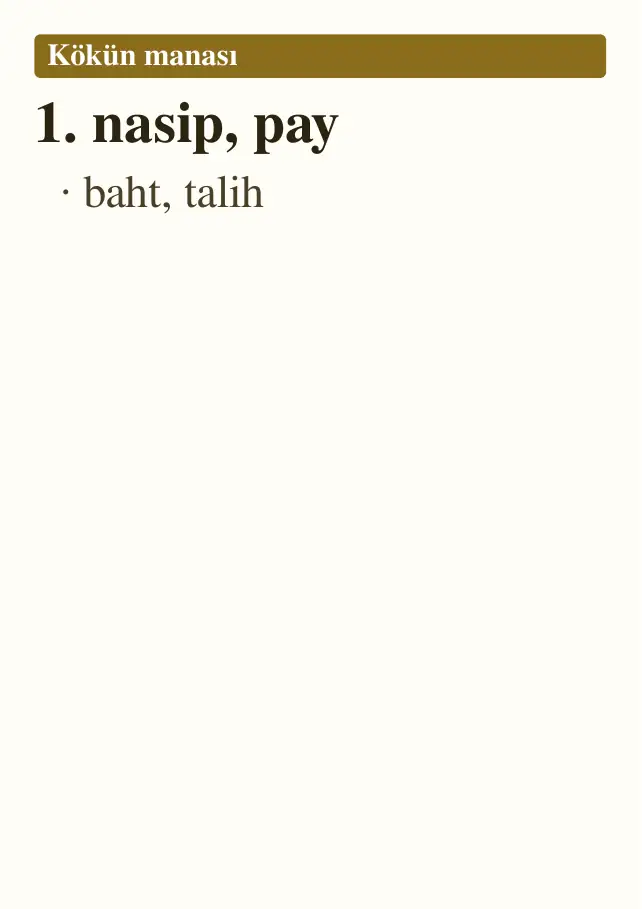 Kökün manası
1. nasip, pay
· baht, talih